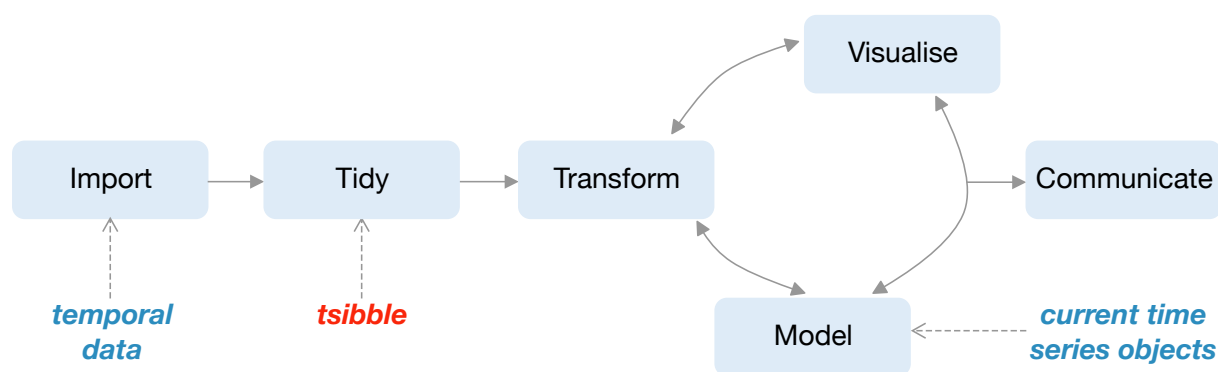 Visualise
Import
Tidy
Transform
Communicate
temporal
data
tsibble
Model
current time
series objects